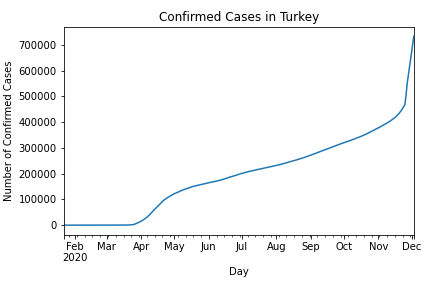 Confirmed Cases in Turkey
700000
600000
500000
400000
300000
200000
100000
0
Number of Confirmed Cases
Feb Mar Apr May Jun Jul Aug Sep Oct Nov Dec
2020
Day